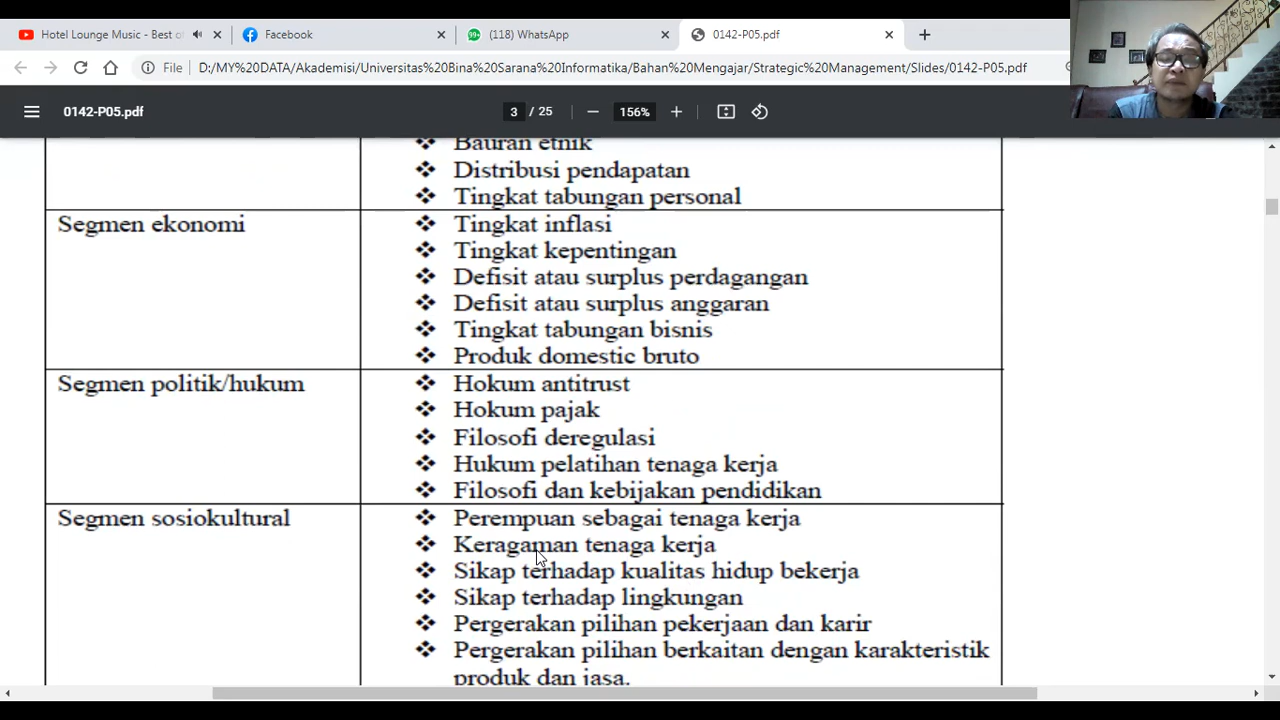 Hotel Lounge Music - Best o
Facebook
(118) WhatsApp
0142-P05.pdf
File
D:/MY%20DATA/Akademisi/Universitas%20Bina%20Sarana%20Informatika/Bahan%20Mengajar/Strategic%20Management/Slides/0142-P05.pdf
0142-P05.pdf
3 / 25
156%
Bauran etnik
Distribusi pendapatan
Tingkat tabungan personal
Segmen ekonomi
Tingkat inflasi
Tingkat kepentingan
Defisit atau surplus perdagangan
Defisit atau surplus anggaran
Tingkat tabungan bisnis
Produk domestic bruto
Segmen politik/hukum
Hokum antitrust
Hokum pajak
Filosofi deregulasi
Hukum pelatihan tenaga kerja
Filosofi dan kebijakan pendidikan
Segmen sosiokultural
Perempuan sebagai tenaga kerja
Keragaman tenaga kerja
Sikap terhadap kualitas hidup bekerja
Sikap terhadap lingkungan
Pergerakan pilihan pekerjaan dan karir
Pergerakan pilihan berkaitan dengan karakteristik
produk dan jasa.